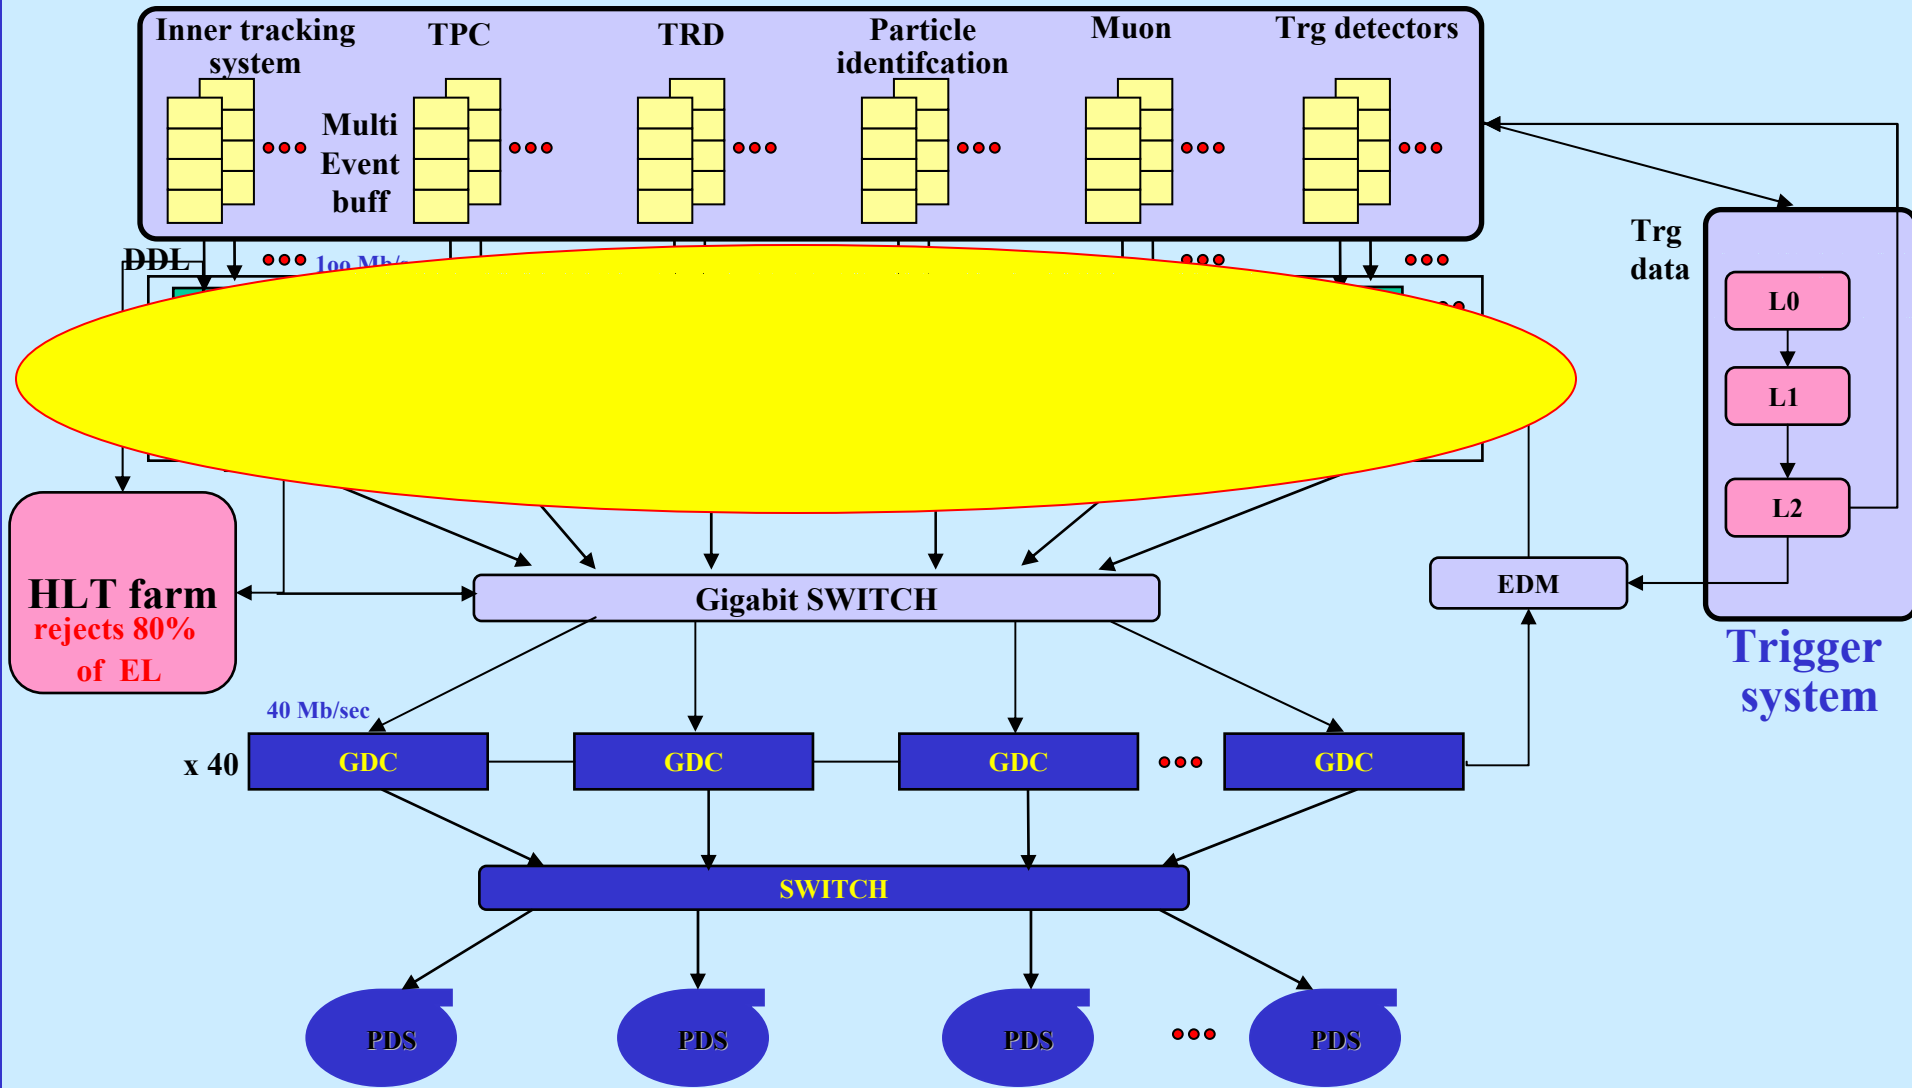 Inner tracking
system
TPC
TRD
Particle
identifcation
Muon
Trg detectors
Multi
Event
buff
DDL
1oo
Trg
data
L0
L1
L2
HLT farm
rejects 80%
of EL
Gigabit SWITCH
EDM
Trigger
system
40 Mb/sec
x 40
GDC
GDC
GDC
GDC
SWITCH
PDS
PDS
PDS
PDS